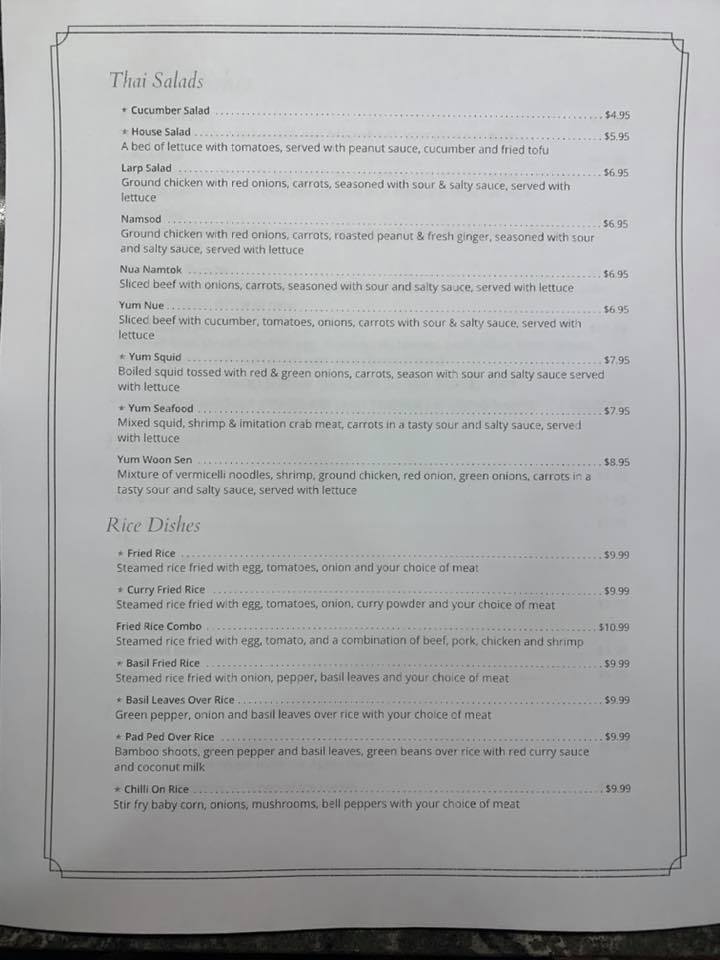 Thai Salads
* Cucumber Salad ........ $4.95
* House Salad ........ $5.95
A bed of lettuce with tomatoes, served with peanut sauce, cucumber and fried tofu
Larp Salad ........ $6.95
Ground chicken with red onions, carrots, seasoned with sour & salty sauce, served with
lettuce
Namsod ........ $6.95
Ground chicken with red onions, carrots, roasted peanut & fresh ginger, seasoned with sour
and salty sauce, served with lettuce
Nua Namtok ........ $6.95
Sliced beef with onions, carrots, seasoned with sour and salty sauce, served with lettuce
Yum Nue ........ $6.95
Sliced beef with cucumber, tomatoes, onions, carrots with sour & salty sauce, served with
lettuce
* Yum Squid ........ $7.95
Boiled squid tossed with red & green onions, carrots, season with sour and salty sauce served
with lettuce
* Yum Seafood ........ $7.95
Mixed squid, shrimp & imitation crab meat, carrots in a tasty sour and salty sauce, served
with lettuce
Yum Woon Sen ........ $8.95
Mixture of vermicelli noodles, shrimp, ground chicken, red onion, green onions, carrots in a
tasty sour and salty sauce, served with lettuce
Rice Dishes
* Fried Rice ........ $9.99
Steamed rice fried with egg, tomatoes, onion and your choice of meat
* Curry Fried Rice ........ $9.99
Steamed rice fried with egg, tomatoes, onion, curry powder and your choice of meat
Fried Rice Combo ........ $10.99
Steamed rice fried with egg, tomato, and a combination of beef, pork, chicken and shrimp
* Basil Fried Rice ........ $9.99
Steamed rice fried with onion, pepper, basil leaves and your choice of meat
* Basil Leaves Over Rice ........ $9.99
Green pepper, onion and basil leaves over rice with your choice of meat
* Pad Ped Over Rice ........ $9.99
Bamboo shoots, green pepper and basil leaves, green beans over rice with red curry sauce
and coconut milk
* Chilli On Rice ........ $9.99
Stir fry baby corn, onions, mushrooms, bell peppers with your choice of meat